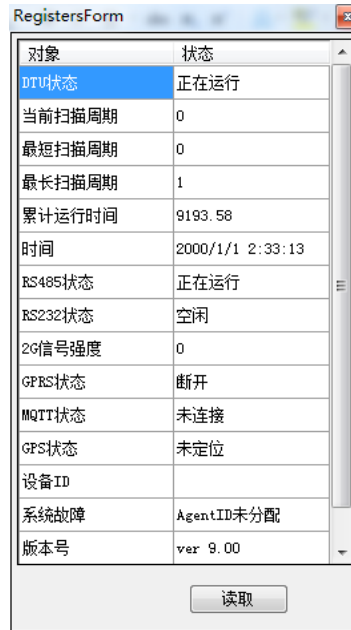 RegistersForm
对象 状态
DTU状态 正在运行
当前扫描周期 0
最短扫描周期 0
最长扫描周期 1
累计运行时间 9193.58
时间 2000/1/1 2:33:13
RS485状态 正在运行
RS232状态 空闲
2G信号强度 0
GPRS状态 断开
MQTT状态 未连接
GPS状态 未定位
设备ID
系统故障 AgentID未分配
版本号 ver 9.00
读取